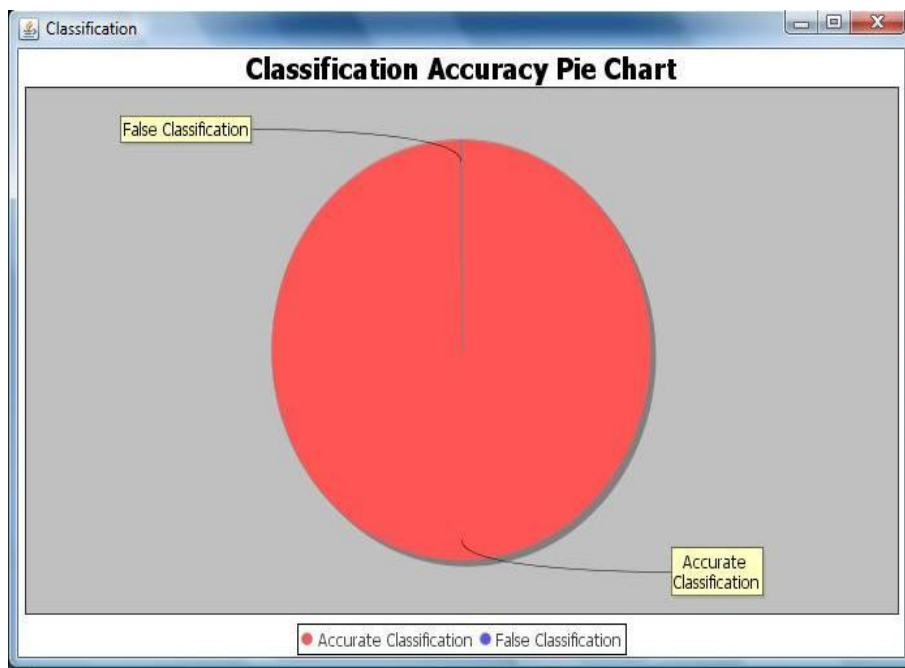 Classification
Classification Accuracy Pie Chart
False Classification
Accurate
Classification
Accurate Classification False Classification